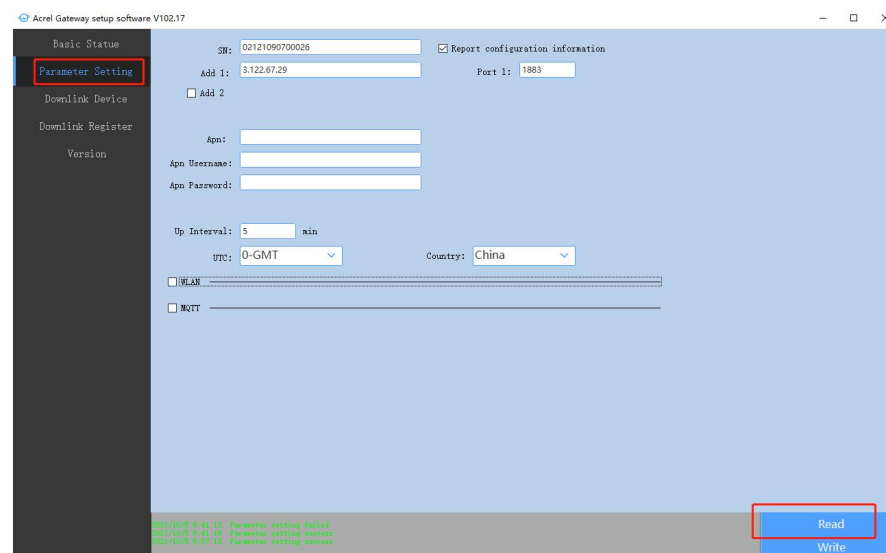 Acrel Gateway setup software V102.17
Basic Statue
Parameter Setting
Downlink Device
Downlink Register
Version
SN: 02121090700026
Report configuration information
Add 1: 3.122.67.29
Port 1: 1883
Add 2
Apn:
Apn Username:
Apn Password:
Up Interval: 5 min
UTC: 0-GMT
Country: China
WLAN
MQTT
Parameter setting failed
Parameter setting success
Parameter setting success
Read
Write